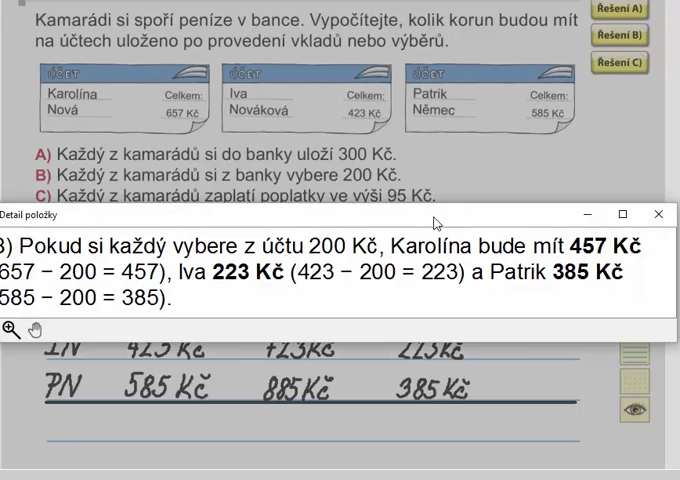 Kamarádi si spoří peníze v bance. Vypočítejte, kolik korun budou mít
na účtech uloženo po provedení vkladů nebo výběrů.
Řešení A)
Řešení B)
Řešení C)
ÚČET
Karolína Celkem:
Nová 657 Kč
ÚČET
Iva Celkem:
Nováková 423 Kč
ÚČET
Patrik Celkem:
Němec 585 Kč
A) Každý z kamarádů si do banky uloží 300 Kč.
B) Každý z kamarádů si z banky vybere 200 Kč.
C) Každý z kamarádů zaplatí poplatky ve výši 95 Kč.
Detail položky
B) Pokud si každý vybere z účtu 200 Kč, Karolína bude mít 457 Kč
657 − 200 = 457), Iva 223 Kč (423 − 200 = 223) a Patrik 385 Kč
585 − 200 = 385).
IN 423 Kč 723 Kč 223 Kč
PN 585 Kč 885 Kč 385 Kč